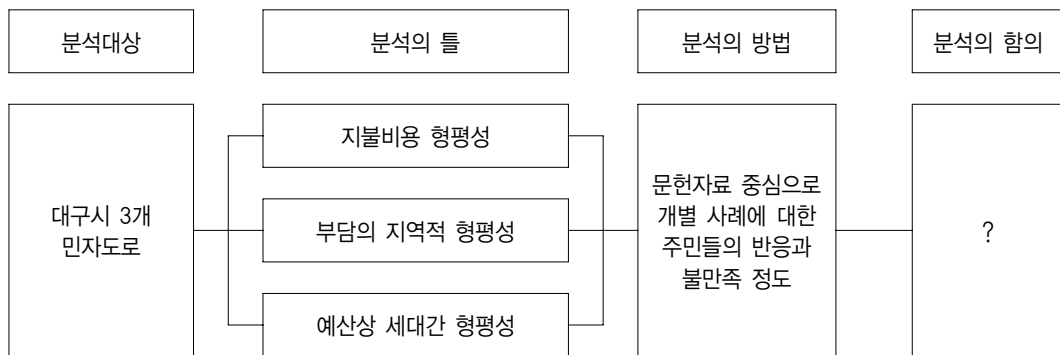 분석대상
분석의 틀
분석의 방법
분석의 함의
대구시 3개
민자도로
지불비용 형평성
부담의 지역적 형평성
예산상 세대간 형평성
문헌자료 중심으로
개별 사례에 대한
주민들의 반응과
불만족 정도
?